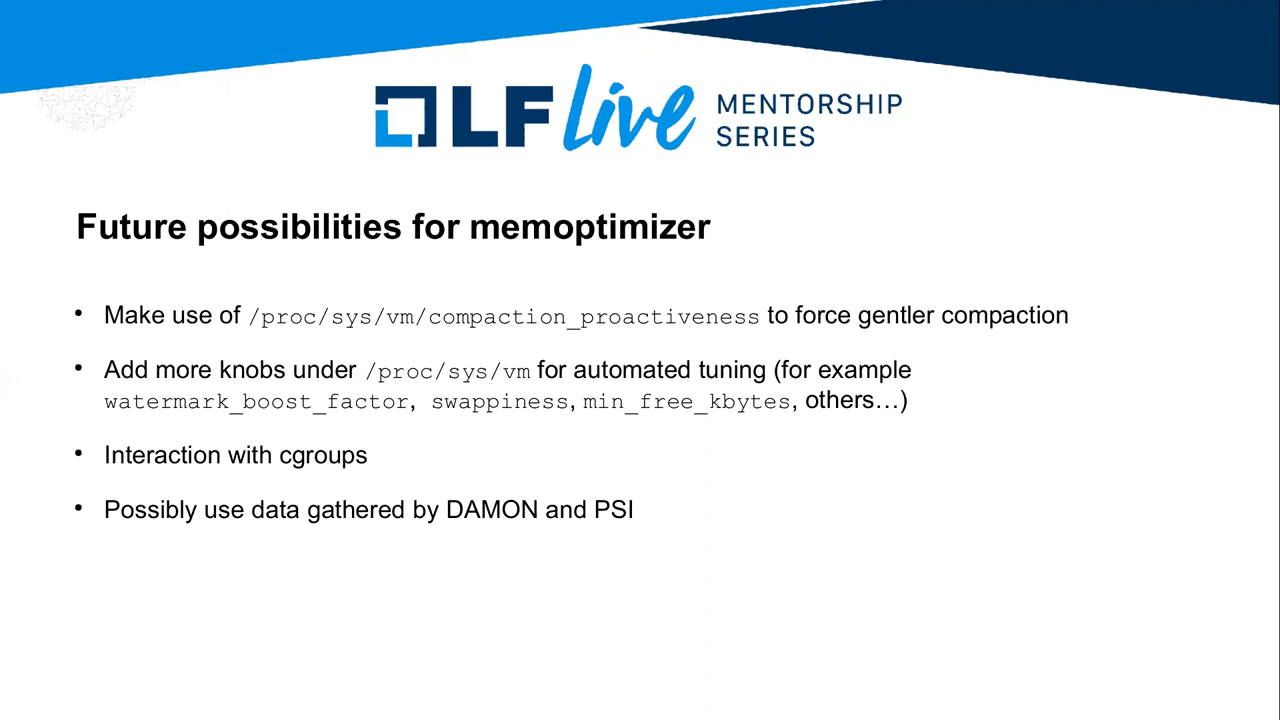 LF Live MENTORSHIP
SERIES
Future possibilities for memoptimizer
• Make use of /proc/sys/vm/compaction_proactiveness to force gentler compaction
• Add more knobs under /proc/sys/vm for automated tuning (for example
watermark_boost_factor, swappiness, min_free_kbytes, others…)
• Interaction with cgroups
• Possibly use data gathered by DAMON and PSI